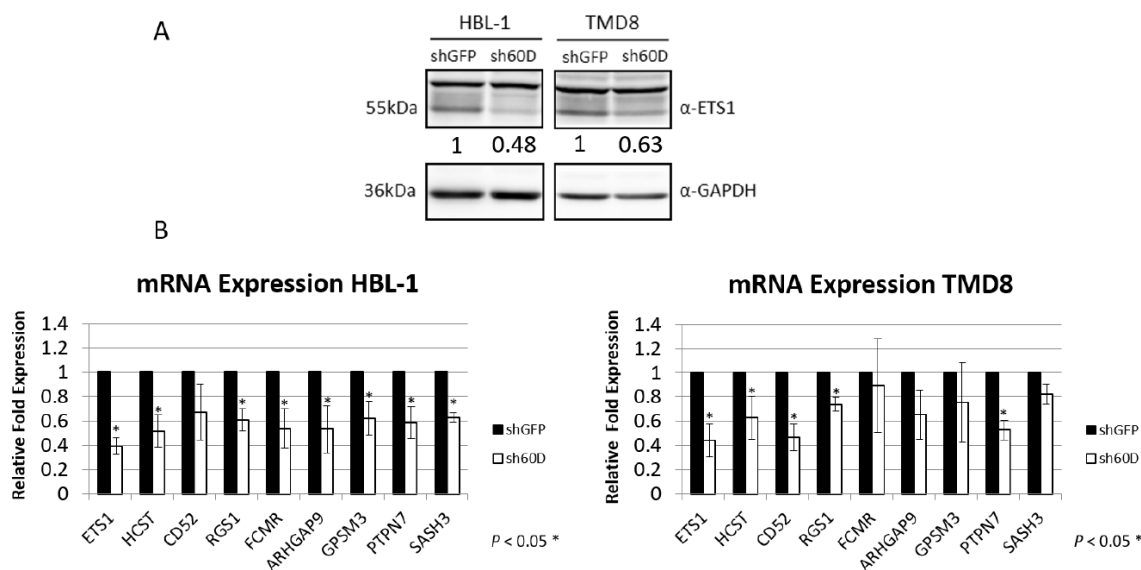 A
HBL-1 TMD8
shGFP sh60D shGFP sh60D
55kDa α-ETS1
1 0.48 1 0.63
36kDa α-GAPDH
B
mRNA Expression HBL-1
Relative Fold Expression
1.4
1.2
1
0.8
0.6
0.4
0.2
0
* * * * * * * *
ETS1 HCST CD52 RGS1 FCMR ARHGAP9 GPSM3 PTPN7 SASH3
shGFP
sh60D
P < 0.05 *
mRNA Expression TMD8
Relative Fold Expression
1.4
1.2
1
0.8
0.6
0.4
0.2
0
* * * * *
ETS1 HCST CD52 RGS1 FCMR ARHGAP9 GPSM3 PTPN7 SASH3
shGFP
sh60D
P < 0.05 *